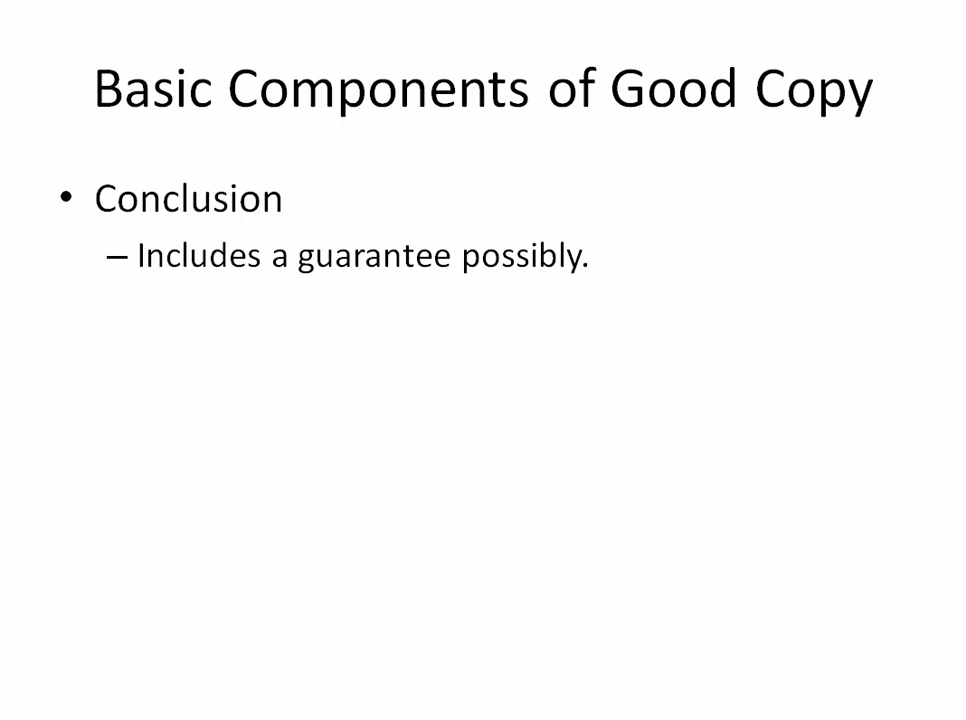 Basic Components of Good Copy
• Conclusion
– Includes a guarantee possibly.